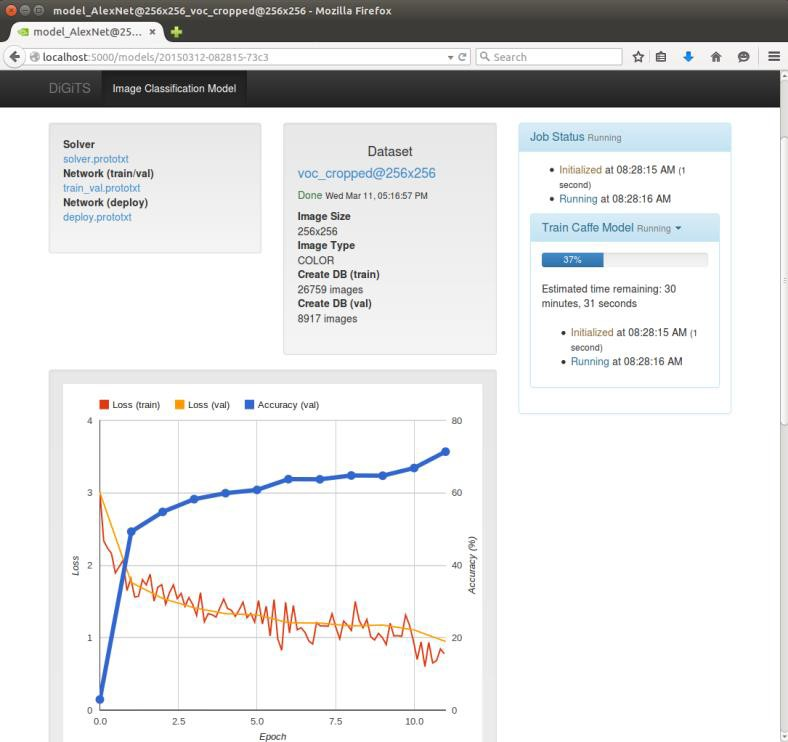 model_AlexNet@256x256_voc_cropped@256x256 - Mozilla Firefox
model_AlexNet@25...
localhost:5000/models/20150312-082815-73c3
Search
DiGiTS
Image Classification Model
Solver
solver.prototxt
Network (train/val)
train_val.prototxt
Network (deploy)
deploy.prototxt
Dataset
voc_cropped@256x256
Done Wed Mar 11, 05:16:57 PM
Image Size
256x256
Image Type
COLOR
Create DB (train)
26759 images
Create DB (val)
8917 images
Job Status Running
Initialized at 08:28:15 AM (1
second)
Running at 08:28:16 AM
Train Caffe Model Running
37%
Estimated time remaining: 30
minutes, 31 seconds
Initialized at 08:28:15 AM (1
second)
Running at 08:28:16 AM
Loss (train) Loss (val) Accuracy (val)
4 80
3 60
2 40
1 20
0 0
Loss
Accuracy (%)
0.0 2.5 5.0 7.5 10.0
Epoch